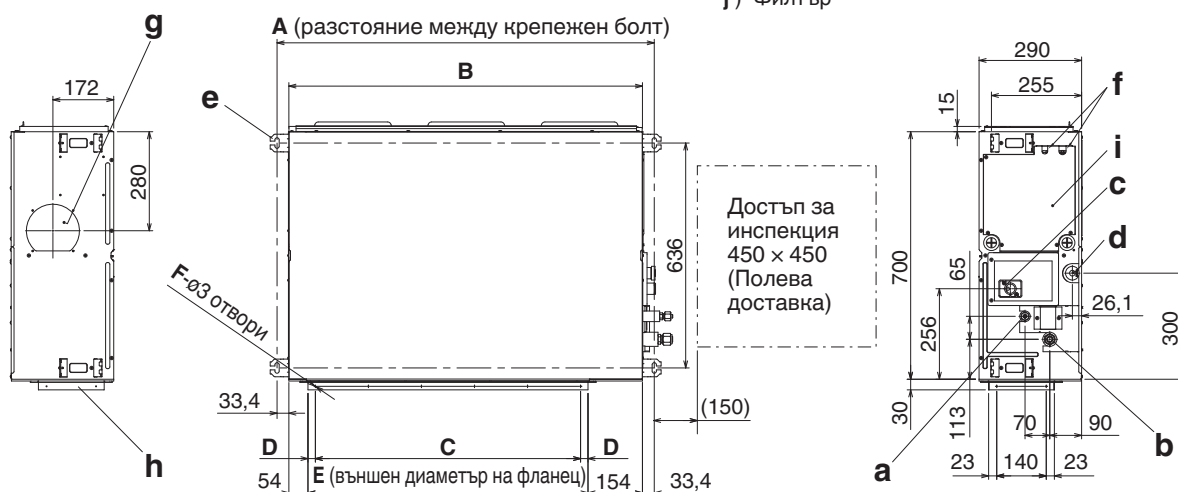 j ) Филтър
A (разстояние между крепежен болт)
g
B
172
e
280
F-ø3 отвори
636
Достъп за
инспекция
450 × 450
(Полева
доставка)
33,4
(150)
D
C
D
E (външен диаметър на фланец)
54
154
33,4
h
290
255
f
15
i
c
d
700
65
26,1
256
300
30
113
70
90
a
b
23
140
23